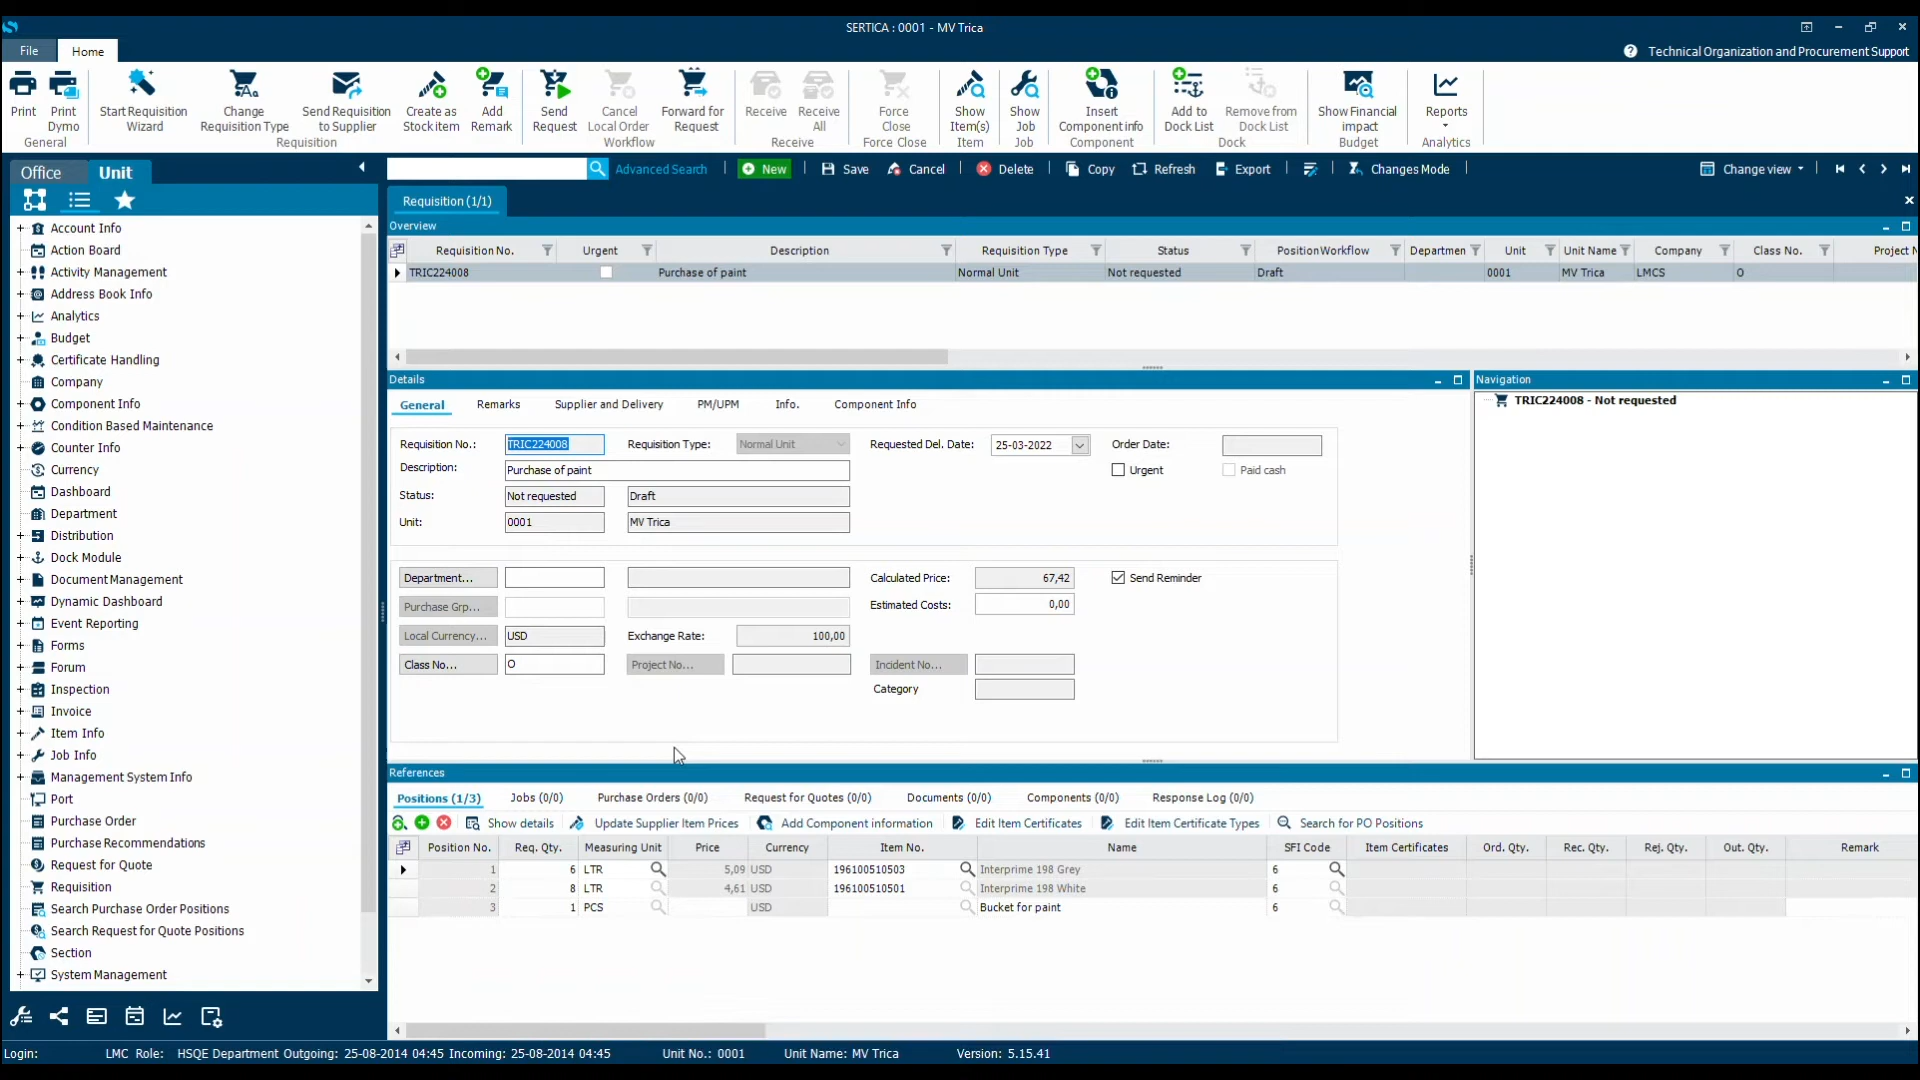 SERTICA : 0001 - MV Trica
File
Home
Technical Organization and Procurement Support
Print
Print Dymo
General
Start Requisition Wizard
Change Requisition Type
Send Requisition to Supplier
Create as Stock item
Add Remark
Requisition
Send Request
Cancel Local Order
Forward for Request
Workflow
Receive
Receive All
Receive
Force Close
Force Close
Show Item(s)
Item
Show Job
Job
Insert Component info
Component
Add to Dock List
Remove from Dock List
Dock
Show Financial impact
Budget
Reports
Analytics
Office
Unit
Advanced Search
New
Save
Cancel
Delete
Copy
Refresh
Export
Changes Mode
Change view
Account Info
Action Board
Activity Management
Address Book Info
Analytics
Budget
Certificate Handling
Company
Component Info
Condition Based Maintenance
Counter Info
Currency
Dashboard
Department
Distribution
Dock Module
Document Management
Dynamic Dashboard
Event Reporting
Forms
Forum
Inspection
Invoice
Item Info
Job Info
Management System Info
Port
Purchase Order
Purchase Recommendations
Request for Quote
Requisition
Search Purchase Order Positions
Search Request for Quote Positions
Section
System Management
Requisition (1/1)
Overview
Requisition No. Urgent Description Requisition Type Status Position Workflow Departmen Unit Unit Name Company Class No. Project N
TRIC224008 Purchase of paint Normal Unit Not requested Draft 0001 MV Trica LMCS O
Details
General Remarks Supplier and Delivery PM/UPM Info. Component Info
Requisition No.: TRIC224008 Requisition Type: Normal Unit Requested Del. Date: 25-03-2022 Order Date:
Description: Purchase of paint Urgent Paid cash
Status: Not requested Draft
Unit: 0001 MV Trica
Department... Calculated Price: 67,42 Send Reminder
Purchase Grp... Estimated Costs: 0,00
Local Currency... USD Exchange Rate: 100,00
Class No... O Project No... Incident No...
Category
Navigation
TRIC224008 - Not requested
References
Positions (1/3) Jobs (0/0) Purchase Orders (0/0) Request for Quotes (0/0) Documents (0/0) Components (0/0) Response Log (0/0)
Show details Update Supplier Item Prices Add Component information Edit Item Certificates Edit Item Certificate Types Search for PO Positions
Position No. Req. Qty. Measuring Unit Price Currency Item No. Name SFI Code Item Certificates Ord. Qty. Rec. Qty. Rej. Qty. Out. Qty. Remark
1 6 LTR 5,09 USD 196100510503 Interprime 198 Grey 6
2 8 LTR 4,61 USD 196100510501 Interprime 198 White 6
3 1 PCS USD Bucket for paint 6
Login: LMC Role: HSQE Department Outgoing: 25-08-2014 04:45 Incoming: 25-08-2014 04:45 Unit No.: 0001 Unit Name: MV Trica Version: 5.15.41